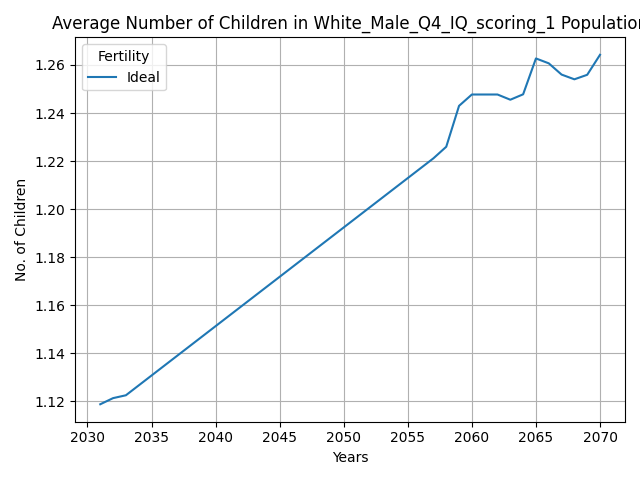 Average Number of Children in White_Male_Q4_IQ_scoring_1 Population
Fertility
Ideal
No. of Children
1.26
1.24
1.22
1.20
1.18
1.16
1.14
1.12
2030 2035 2040 2045 2050 2055 2060 2065 2070
Years